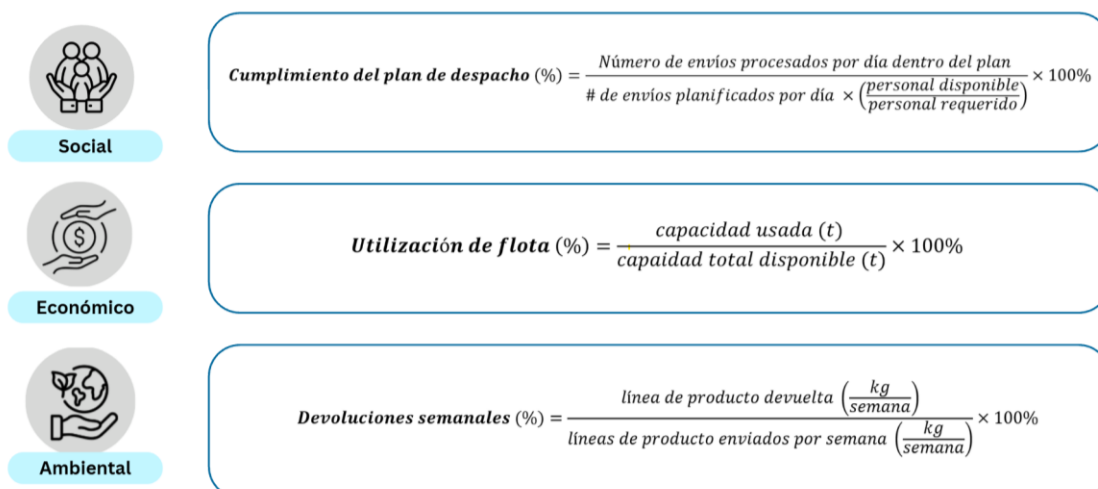 Social
Cumplimiento del plan de despacho (%) = Número de envíos procesados por día dentro del plan / # de envíos planificados por día × (personal disponible / personal requerido) × 100%
Económico
Utilización de flota (%) = capacidad usada (t) / capaidad total disponible (t) × 100%
Ambiental
Devoluciones semanales (%) = línea de producto devuelta (kg / semana) / líneas de producto enviados por semana (kg / semana) × 100%